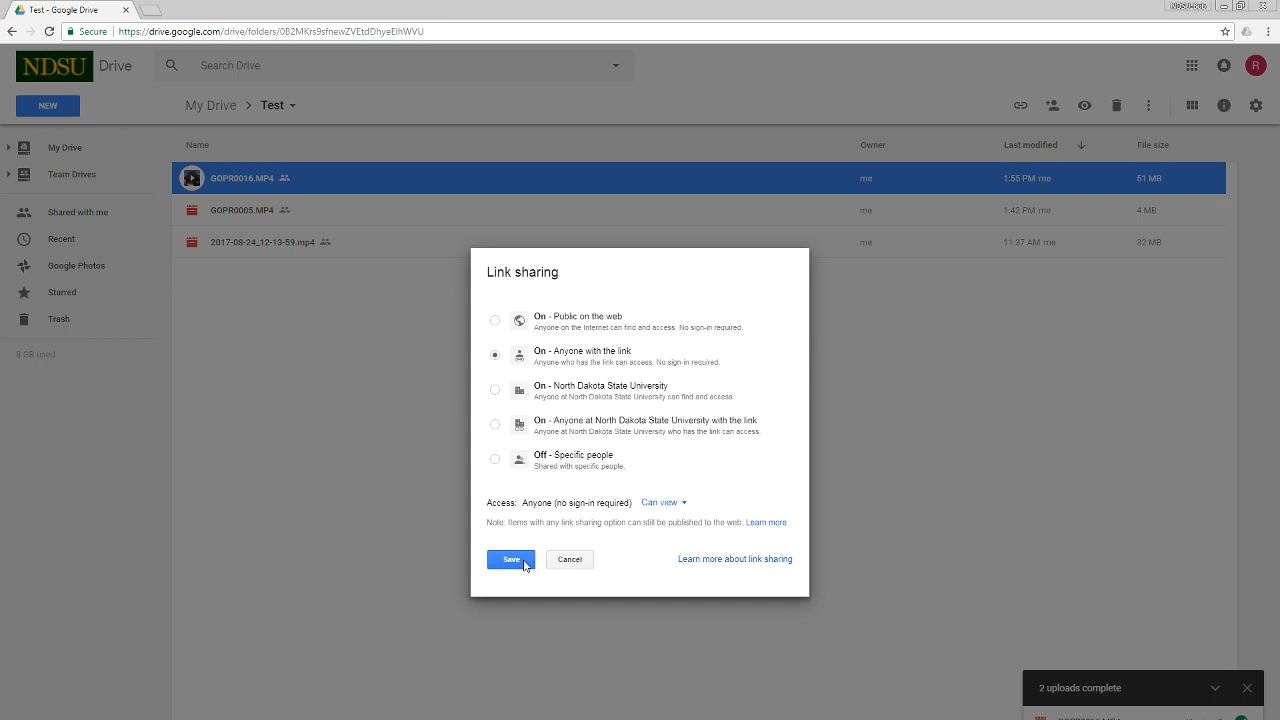 Test - Google Drive
Secure https://drive.google.com/drive/folders/0B2MKrs9sfnewZVEtdDhyeElhWVU
NDSU Drive Search Drive R
NEW My Drive > Test
Name Owner Last modified File size
My Drive
Team Drives
Shared with me
Recent
Google Photos
Starred
Trash
8 GB used
GOPR0016.MP4 me 1:55 PM me 51 MB
GOPR0005.MP4 me 1:42 PM me 4 MB
2017-08-24_12-13-59.mp4 me 11:37 AM me 32 MB
Link sharing
On - Public on the web
Anyone on the Internet can find and access. No sign-in required.
On - Anyone with the link
Anyone who has the link can access. No sign-in required.
On - North Dakota State University
Anyone at North Dakota State University can find and access.
On - Anyone at North Dakota State University with the link
Anyone at North Dakota State University who has the link can access.
Off - Specific people
Shared with specific people.
Access: Anyone (no sign-in required) Can view
Note: Items with any link sharing option can still be published to the web. Learn more
Save Cancel Learn more about link sharing
2 uploads complete